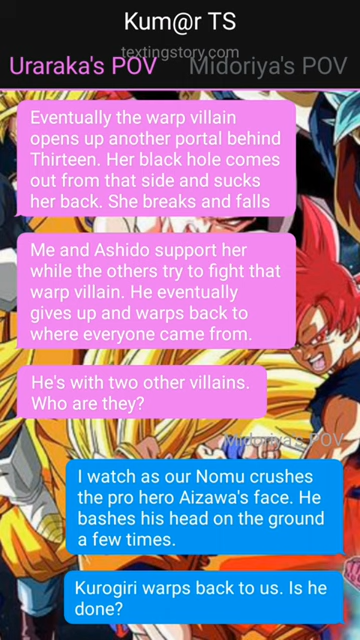 Kum@r TS
textingstory.com
Uraraka's POV Midoriya's POV
Eventually the warp villain
opens up another portal behind
Thirteen. Her black hole comes
out from that side and sucks
her back. She breaks and falls
Me and Ashido support her
while the others try to fight that
warp villain. He eventually
gives up and warps back to
where everyone came from.
He's with two other villains.
Who are they?
Midoriya's POV
I watch as our Nomu crushes
the pro hero Aizawa's face. He
bashes his head on the ground
a few times.
Kurogiri warps back to us. Is he
done?